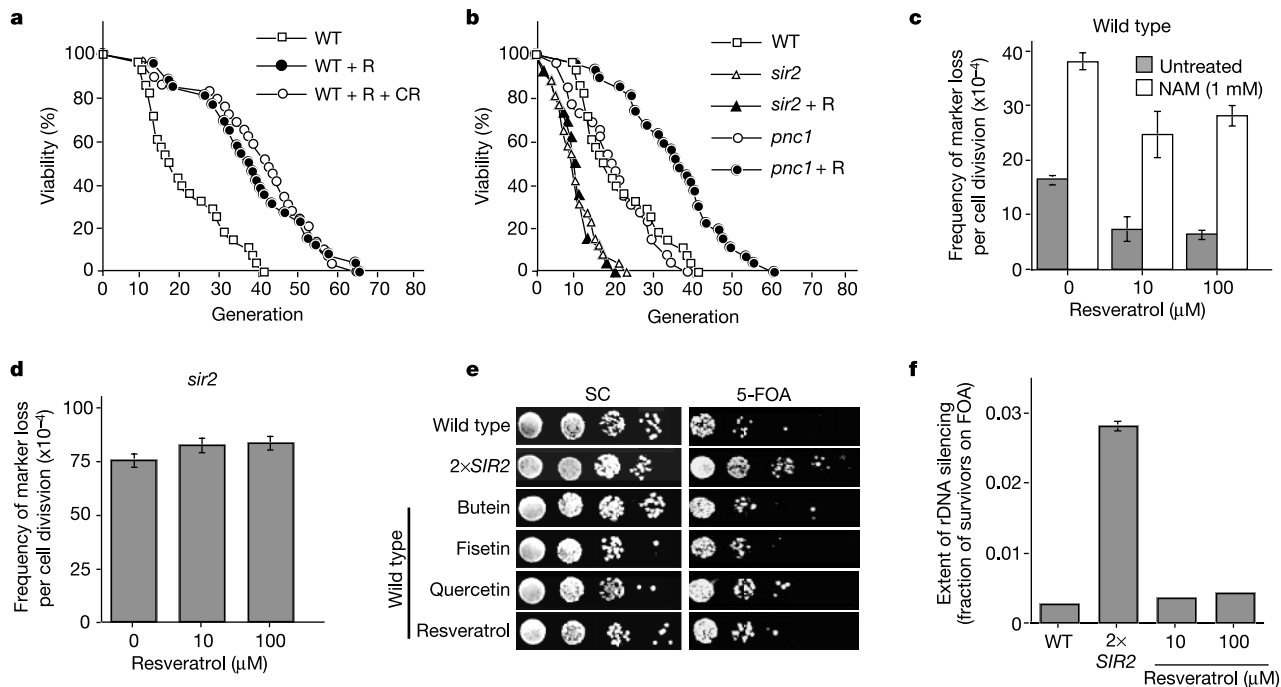 a
100
80
60
40
20
0
Viability (%)
0 10 20 30 40 50 60 70 80
Generation
WT
WT + R
WT + R + CR
b
100
80
60
40
20
0
Viability (%)
0 10 20 30 40 50 60 70 80
Generation
WT
sir2
sir2 + R
pnc1
pnc1 + R
c
Wild type
Untreated
NAM (1 mM)
Frequency of marker loss
per cell divisvion (x10⁻⁴)
40
30
20
10
0
0 10 100
Resveratrol (μM)
d
sir2
Frequency of marker loss
per cell division (x10⁻⁴)
100
75
50
25
0
0 10 100
Resveratrol (μM)
e
SC 5-FOA
Wild type
2×SIR2
Butein
Fisetin
Quercetin
Resveratrol
Wild type
f
Extent of rDNA silencing
(fraction of survivors on FOA)
0.03
0.02
0.01
0
WT 2× 10 100
SIR2
Resveratrol (μM)